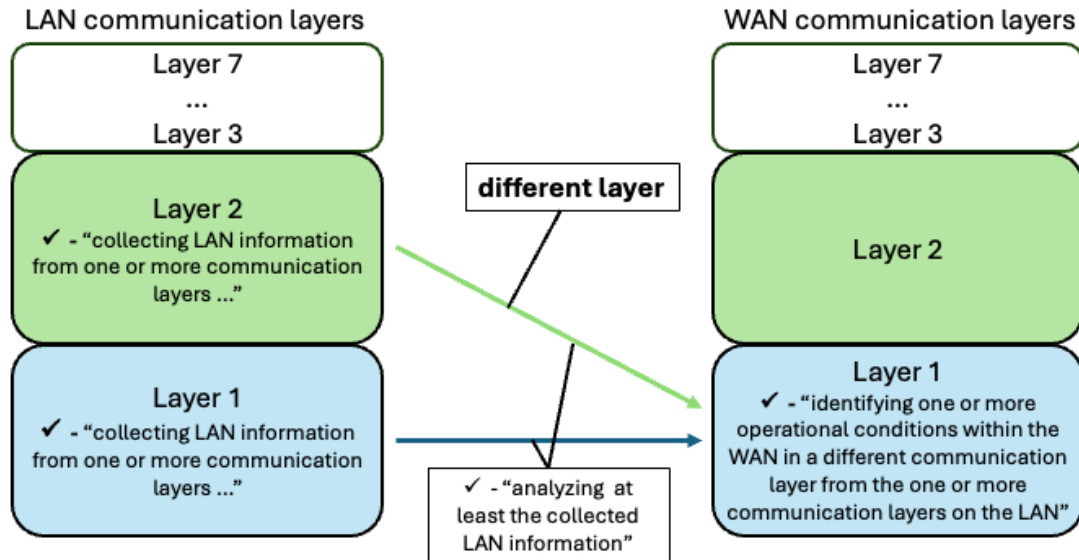 LAN communication layers
Layer 7
...
Layer 3
Layer 2
✓ - “collecting LAN information
from one or more communication
layers ...”
Layer 1
✓ - “collecting LAN information
from one or more communication
layers ...”
different layer
✓ - “analyzing at
least the collected
LAN information”
WAN communication layers
Layer 7
...
Layer 3
Layer 2
Layer 1
✓ - “identifying one or more
operational conditions within the
WAN in a different communication
layer from the one or more
communication layers on the LAN”